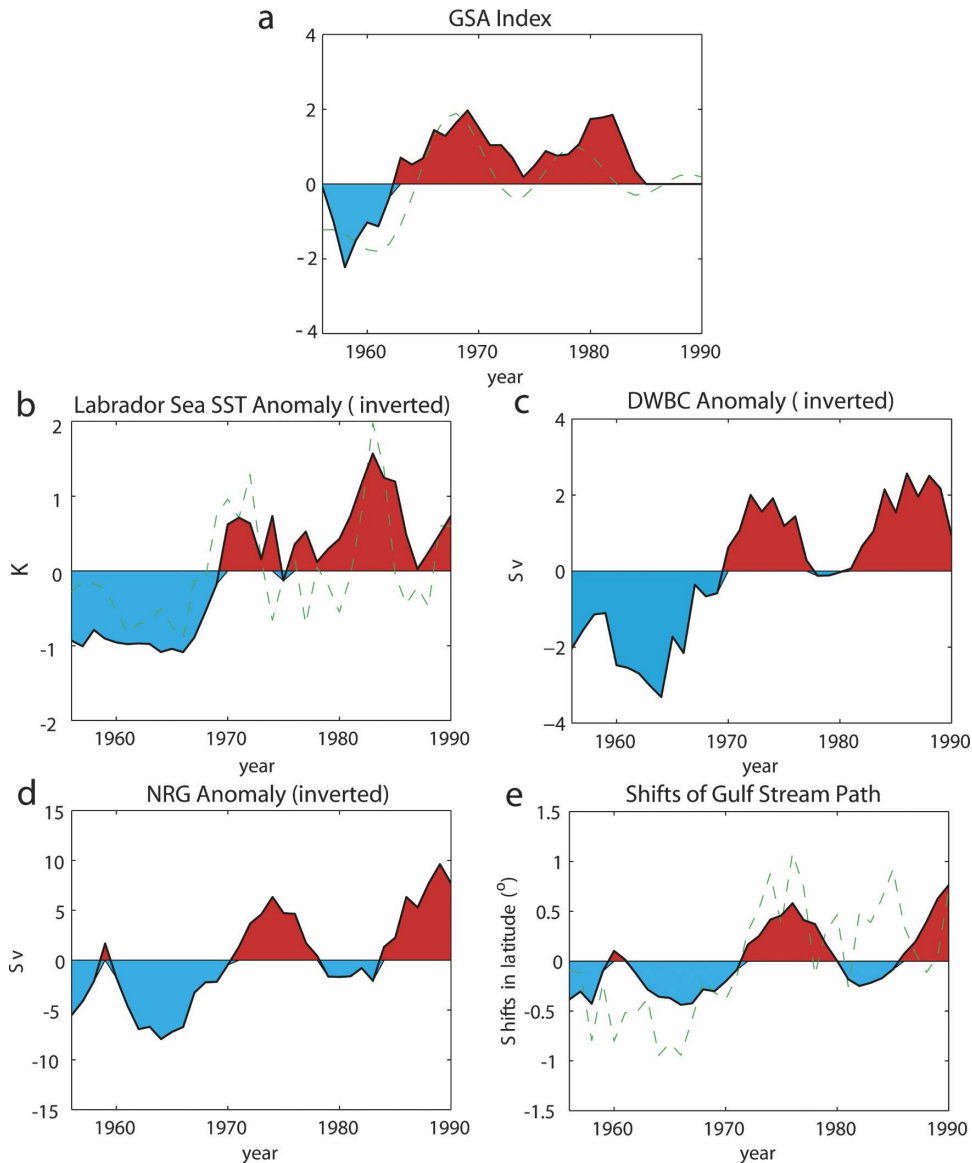 a
GSA Index
4
2
0
-2
-4
1960 1970 1980 1990
year
b
Labrador Sea SST Anomaly ( inverted)
K
2
1
0
-1
-2
1960 1970 1980 1990
year
c
DWBC Anomaly ( inverted)
Sv
4
2
0
−2
−4
1960 1970 1980 1990
year
d
NRG Anomaly (inverted)
Sv
15
10
5
0
-5
-10
-15
1960 1970 1980 1990
year
e
Shifts of Gulf Stream Path
Shifts in latitude (º)
1.5
1
0.5
0
-0.5
-1
-1.5
1960 1970 1980 1990
year